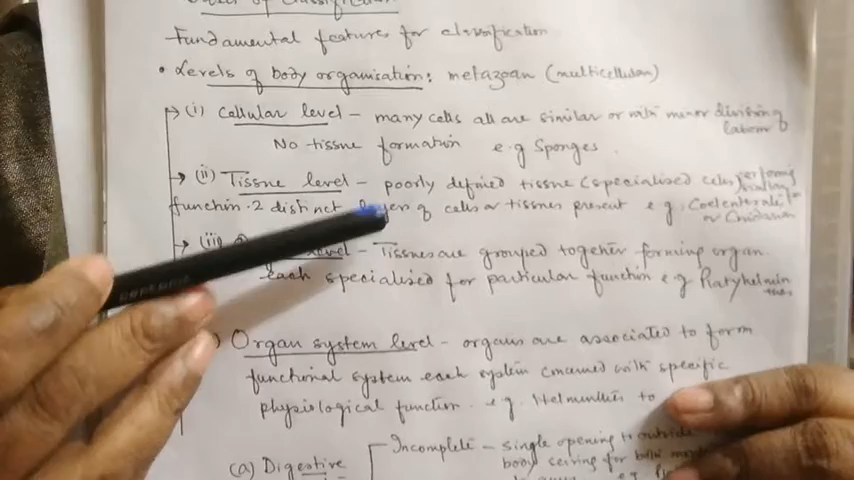 Fundamental features for classification
• Levels of body organisation: metazoan (multicellular)
(i) Cellular level - many cells all are similar or with minor division of labour
No tissue formation e.g Sponges
(ii) Tissue level - poorly defined tissue (specialised cells performing similar
function. 2 distinct layers of cells or tissues present e.g. Coelenterate or Cnidarian
(iii) level - Tissues are grouped together forming organ
each specialised for particular function e.g Platyhelminthes
Organ system level - organs are associated to form
functional system. each system concerned with specific
physiological function. e.g. Helminthes to
(a) Digestive
Incomplete - single opening to outside
body serving for both
e.g.